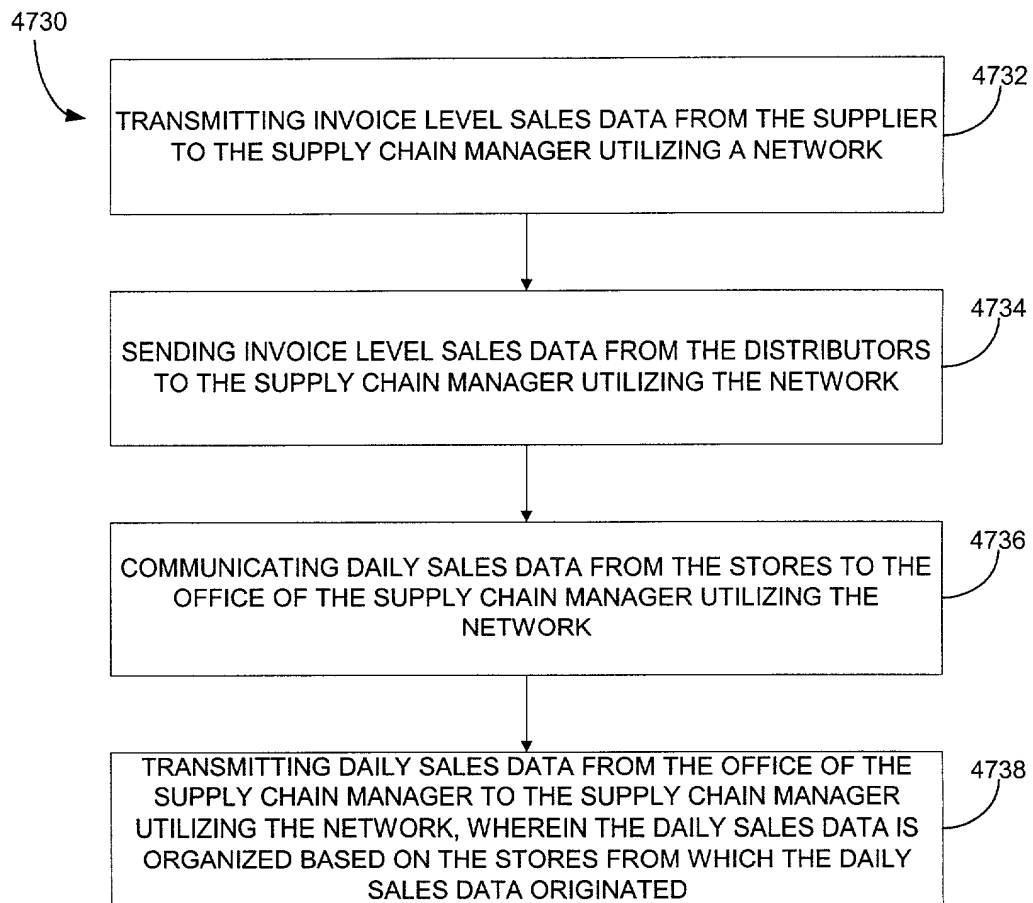 4730
4732
TRANSMITTING INVOICE LEVEL SALES DATA FROM THE SUPPLIER
TO THE SUPPLY CHAIN MANAGER UTILIZING A NETWORK
4734
SENDING INVOICE LEVEL SALES DATA FROM THE DISTRIBUTORS
TO THE SUPPLY CHAIN MANAGER UTILIZING THE NETWORK
4736
COMMUNICATING DAILY SALES DATA FROM THE STORES TO THE
OFFICE OF THE SUPPLY CHAIN MANAGER UTILIZING THE
NETWORK
4738
TRANSMITTING DAILY SALES DATA FROM THE OFFICE OF THE
SUPPLY CHAIN MANAGER TO THE SUPPLY CHAIN MANAGER
UTILIZING THE NETWORK, WHEREIN THE DAILY SALES DATA IS
ORGANIZED BASED ON THE STORES FROM WHICH THE DAILY
SALES DATA ORIGINATED